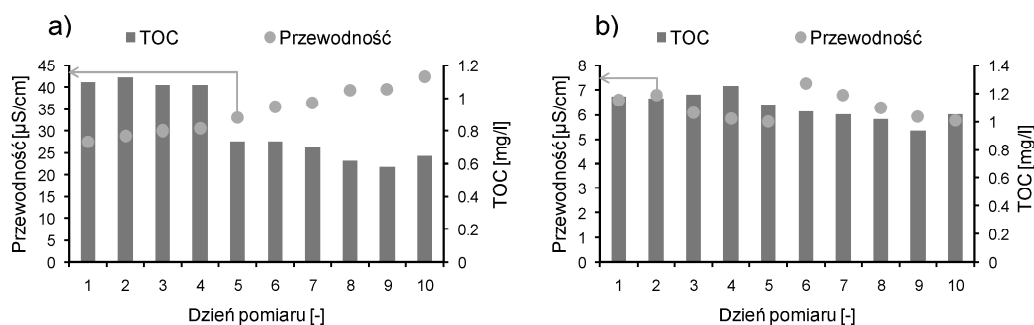 a)
TOC Przewodność
Przewodność [µS/cm]
45
40
35
30
25
20
15
10
5
0
1.2
1
0.8
0.6
0.4
0.2
0
TOC [mg/l]
1 2 3 4 5 6 7 8 9 10
Dzień pomiaru [-]
b)
TOC Przewodność
Przewodność [µS/cm]
8
7
6
5
4
3
2
1
0
1.4
1.2
1
0.8
0.6
0.4
0.2
0
TOC [mg/l]
1 2 3 4 5 6 7 8 9 10
Dzień pomiaru [-]